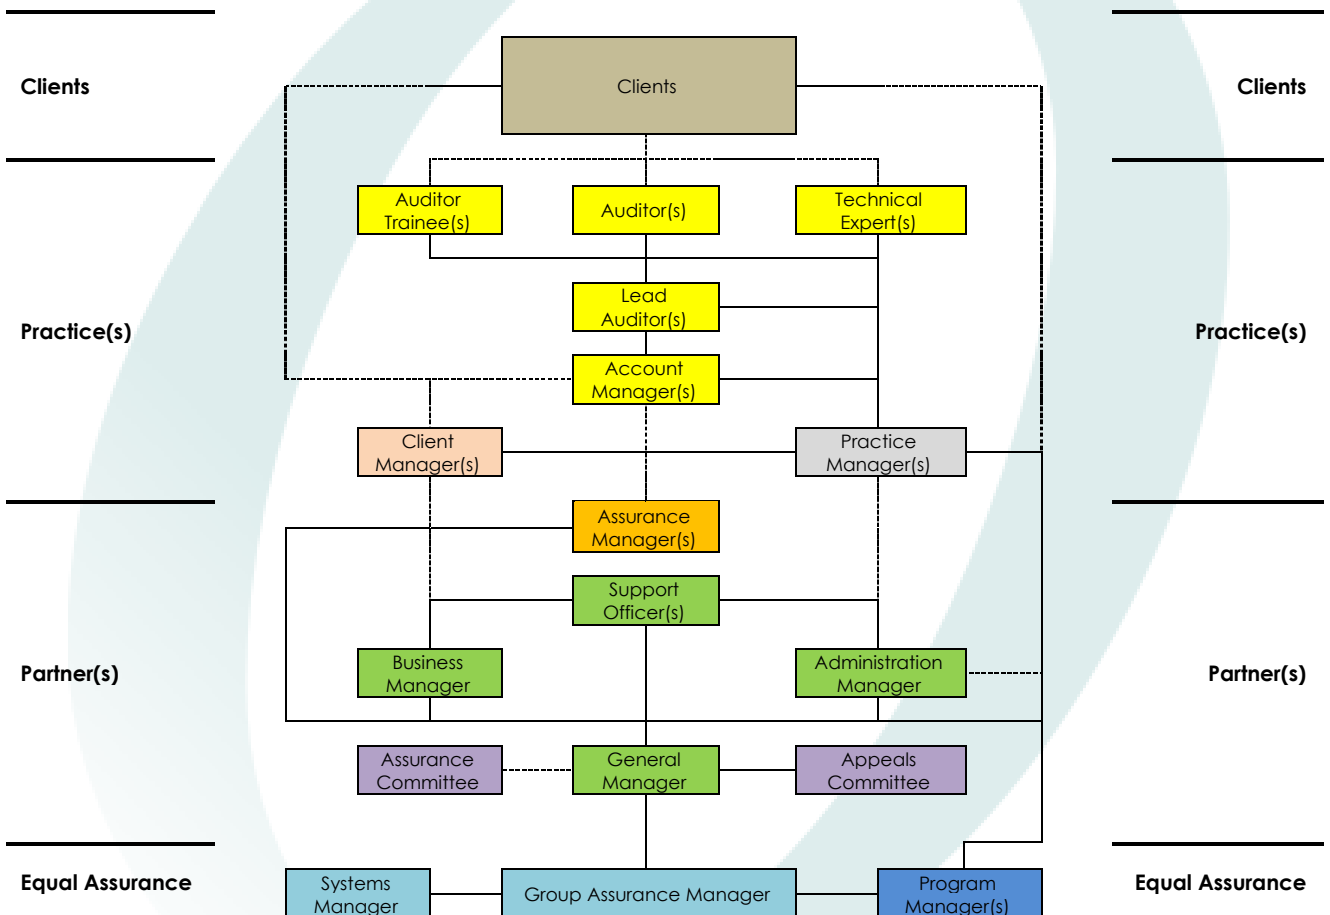 Clients
Clients
Clients
Auditor
Trainee(s)
Auditor(s)
Technical
Expert(s)
Lead
Auditor(s)
Practice(s)
Practice(s)
Account
Manager(s)
Client
Manager(s)
Practice
Manager(s)
Assurance
Manager(s)
Support
Officer(s)
Partner(s)
Business
Manager
Administration
Manager
Partner(s)
Assurance
Committee
General
Manager
Appeals
Committee
Equal Assurance
Systems
Manager
Group Assurance Manager
Program
Manager(s)
Equal Assurance